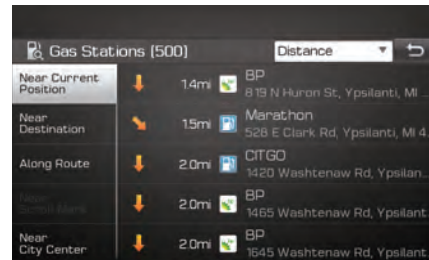 Gas Stations (500)
Distance
Near Current
Position
1.4mi
BP
819 N Huron St, Ypsilanti, MI ...
Near
Destination
1.5mi
Marathon
528 E Clark Rd, Ypsilanti, MI 4.
Along Route
2.0mi
CITGO
1420 Washtenaw Rd, Ypsilan...
Near
2.0mi
BP
1465 Washtenaw Rd, Ypsilant
Near
City Center
2.0mi
BP
1645 Washtenaw Rd, Ypsilant